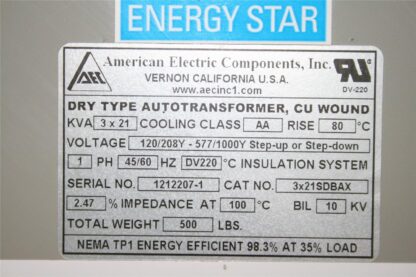 ENERGY STAR
AEC
American Electric Components, Inc.
VERNON CALIFORNIA U.S.A.
www.aecinc1.com
DV-220
DRY TYPE AUTOTRANSFORMER, CU WOUND
KVA 3 x 21 COOLING CLASS AA RISE 80 °C
VOLTAGE 120/208Y - 577/1000Y Step-up or Step-down
1 PH 45/60 HZ DV220 °C INSULATION SYSTEM
SERIAL NO. 1212207-1 CAT NO. 3x21SDBAX
2.47 % IMPEDANCE AT 100 °C BIL 10 KV
TOTAL WEIGHT 500 LBS.
NEMA TP1 ENERGY EFFICIENT 98.3% AT 35% LOAD